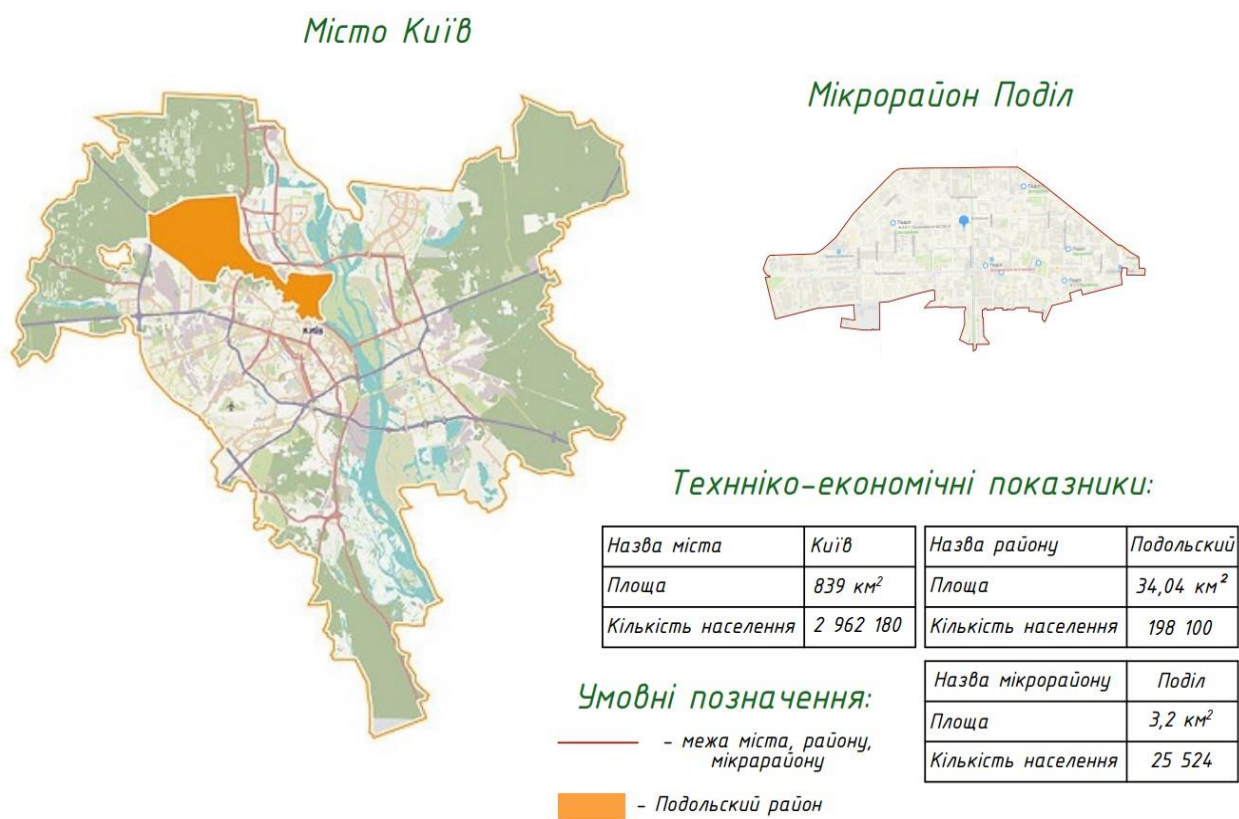 Місто Київ
Мікрорайон Поділ
КИЇВ
Технніко-економічні показники:
Назва міста Київ
Площа 839 км²
Кількість населення 2 962 180
Назва району Подольский
Площа 34,04 км²
Кількість населення 198 100
Назва мікрорайону Поділ
Площа 3,2 км²
Кількість населення 25 524
Умовні позначення:
- межа міста, району,
мікрарайону
- Подольский район